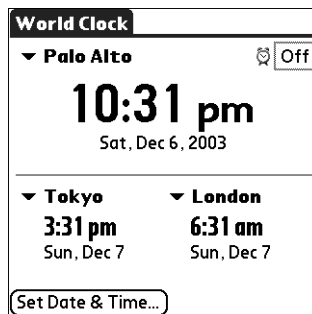 World Clock
Palo Alto Off
10:31 pm
Sat, Dec 6, 2003
Tokyo London
3:31 pm 6:31 am
Sun, Dec 7 Sun, Dec 7
Set Date & Time...